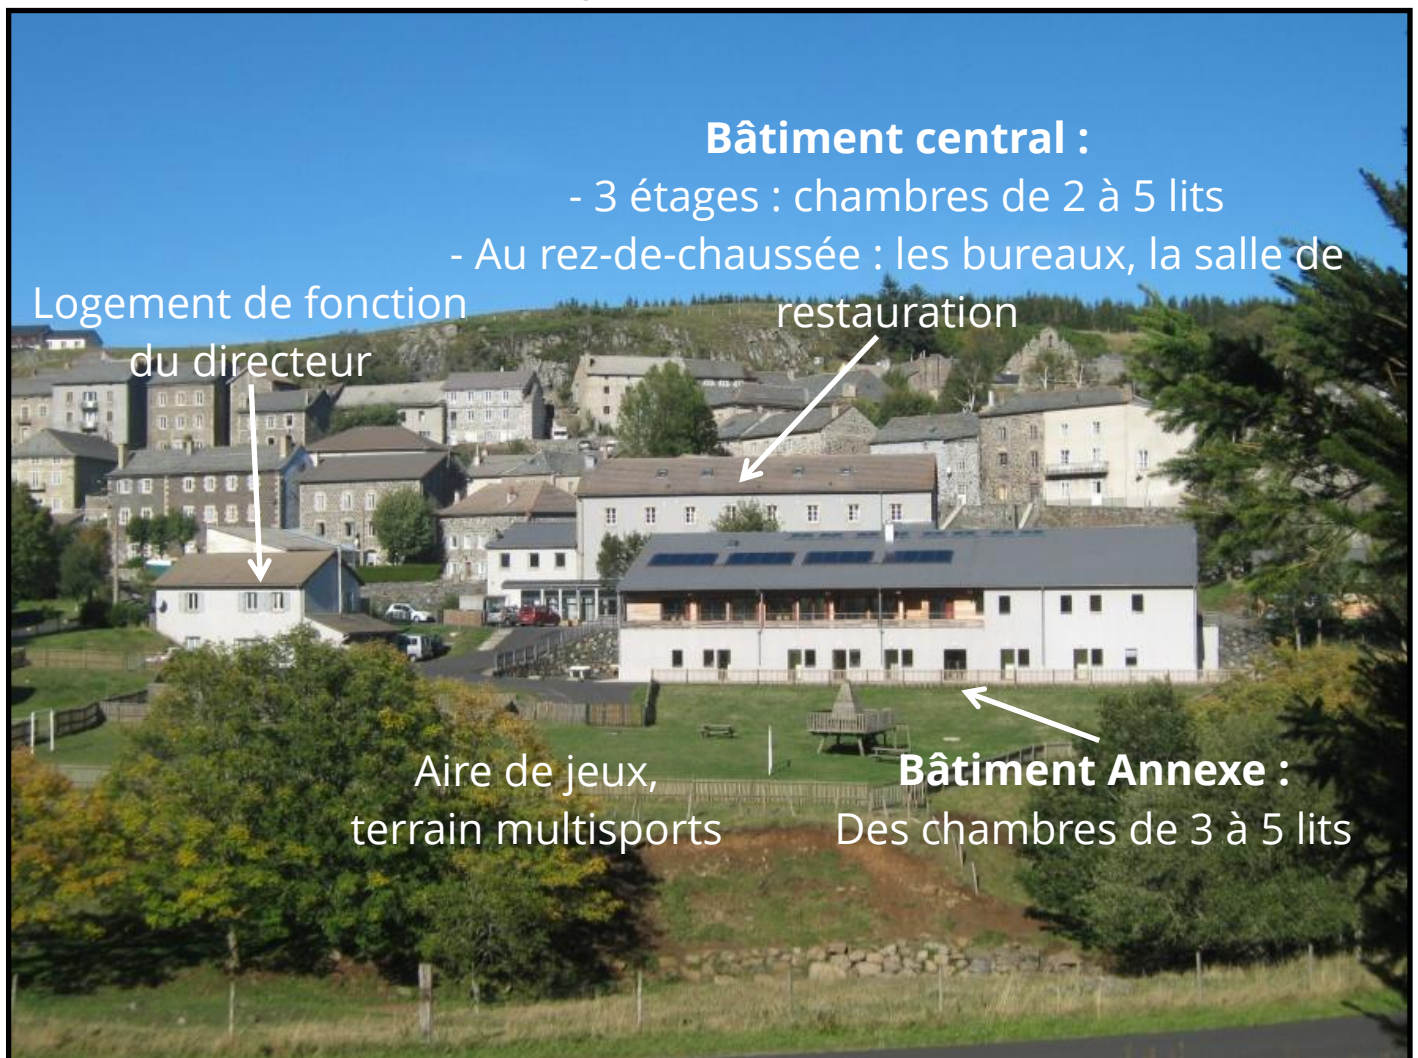 Bâtiment central :
- 3 étages : chambres de 2 à 5 lits
- Au rez-de-chaussée : les bureaux, la salle de
restauration
Logement de fonction
du directeur
Aire de jeux,
terrain multisports
Bâtiment Annexe :
Des chambres de 3 à 5 lits